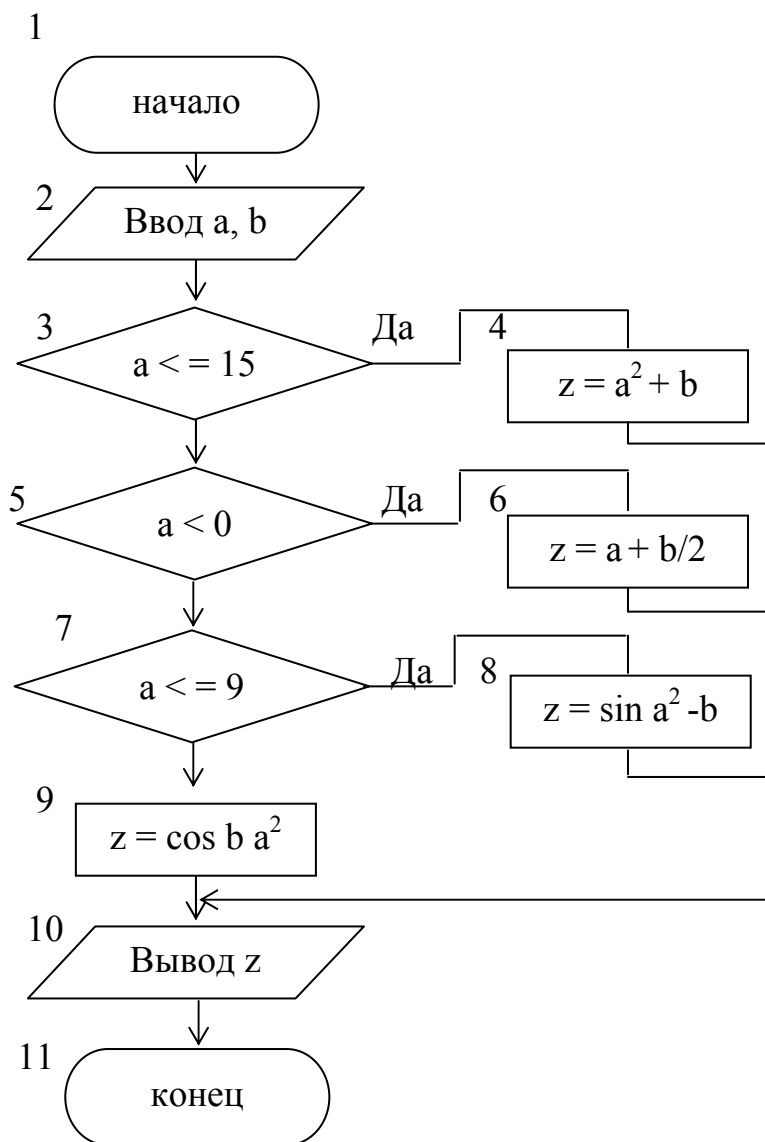 1
начало
2
Ввод a, b
3
a < = 15
Да
4
z = a² + b
5
a < 0
Да
6
z = a + b/2
7
a < = 9
Да
8
z = sin a² -b
9
z = cos b a²
10
Вывод z
11
конец